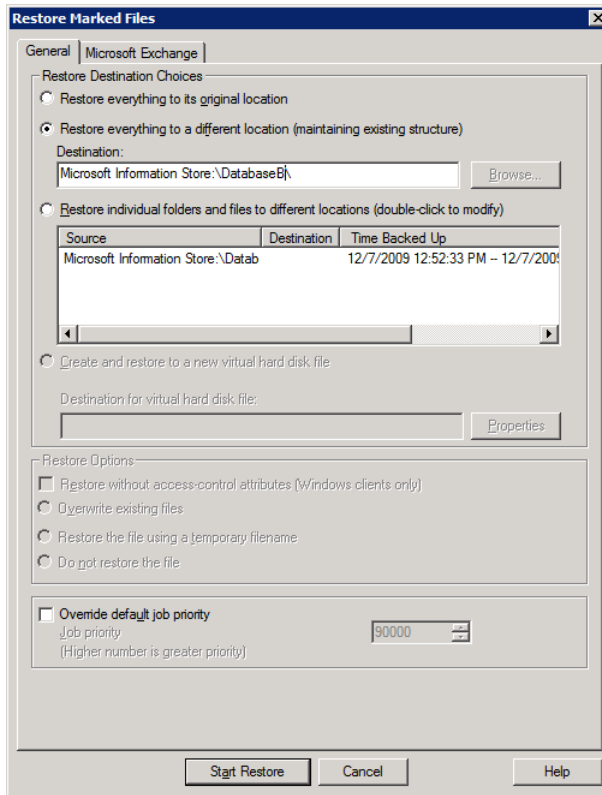 Restore Marked Files
General
Microsoft Exchange
Restore Destination Choices
Restore everything to its original location
Restore everything to a different location (maintaining existing structure)
Destination:
Microsoft Information Store:\DatabaseB\
Browse...
Restore individual folders and files to different locations (double-click to modify)
Source Destination Time Backed Up
Microsoft Information Store:\Datab 12/7/2009 12:52:33 PM -- 12/7/2009
Create and restore to a new virtual hard disk file
Destination for virtual hard disk file:
Properties
Restore Options
Restore without access-control attributes (Windows clients only)
Overwrite existing files
Restore the file using a temporary filename
Do not restore the file
Override default job priority
Job priority 90000
(Higher number is greater priority)
Start Restore Cancel Help